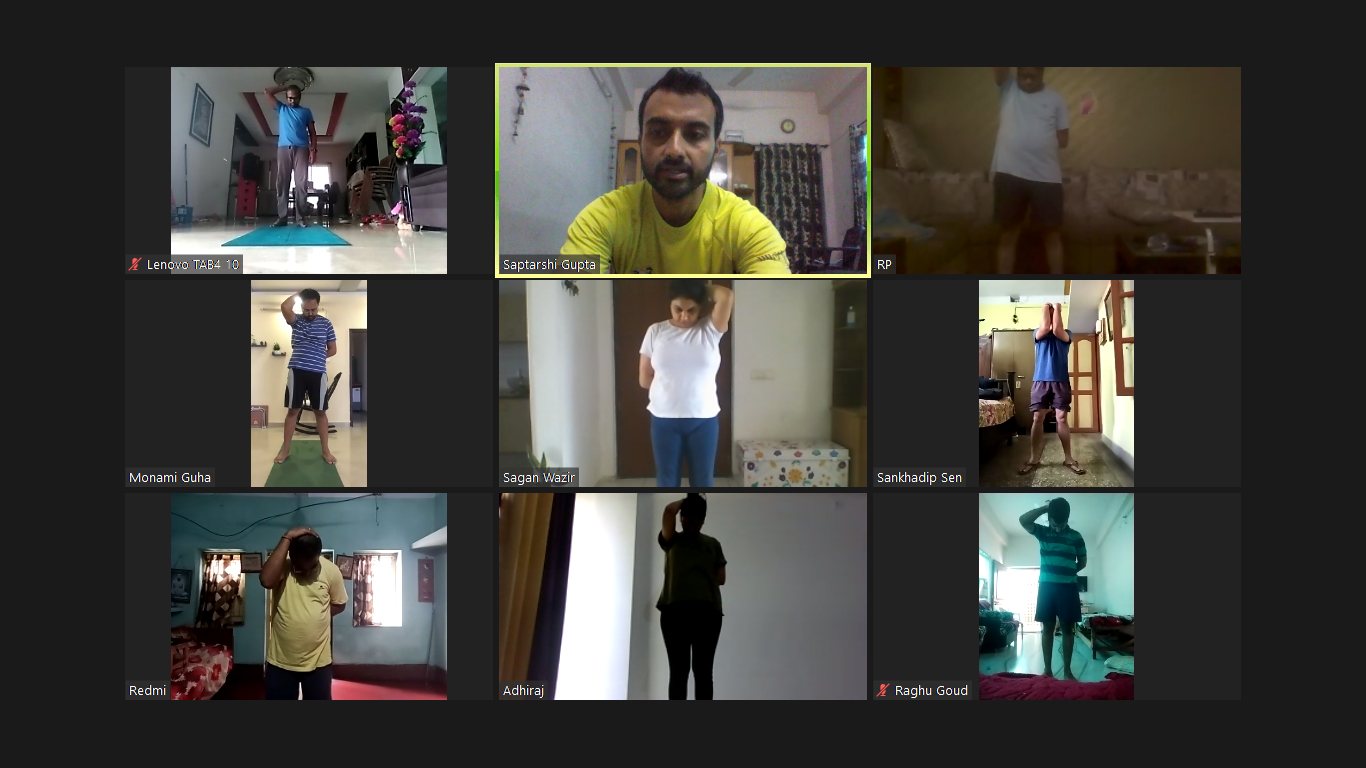 Lenovo TAB4 10
Saptarshi Gupta
RP
Monami Guha
Sagan Wazir
Sankhadip Sen
Redmi
Adhiraj
Raghu Goud